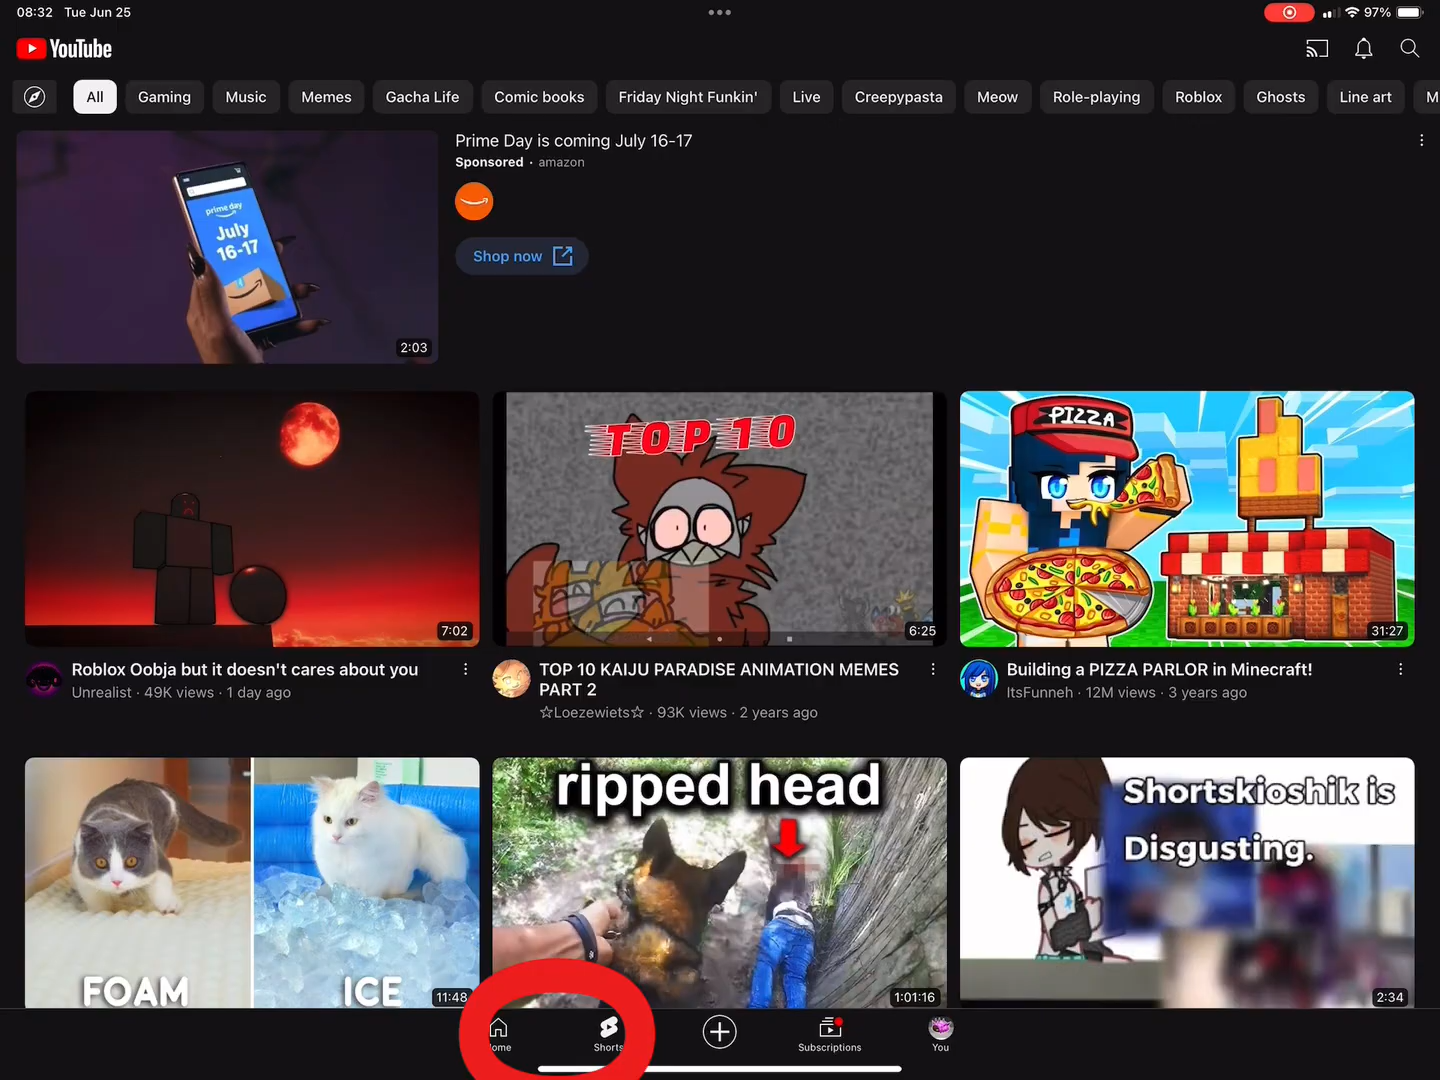 08:32 Tue Jun 25
97%
YouTube
All
Gaming
Music
Memes
Gacha Life
Comic books
Friday Night Funkin'
Live
Creepypasta
Meow
Role-playing
Roblox
Ghosts
Line art
M
prime day
July
16-17
2:03
Prime Day is coming July 16-17
Sponsored · amazon
Shop now
7:02
Roblox Oobja but it doesn't cares about you
Unrealist · 49K views · 1 day ago
TOP 10
6:25
TOP 10 KAIJU PARADISE ANIMATION MEMES
PART 2
☆Loezewiets☆ · 93K views · 2 years ago
PIZZA
31:27
Building a PIZZA PARLOR in Minecraft!
ItsFunneh · 12M views · 3 years ago
FOAM
ICE
11:48
ripped head
1:01:16
Shortskioshik is
Disgusting.
2:34
ome
Shorts
Subscriptions
You